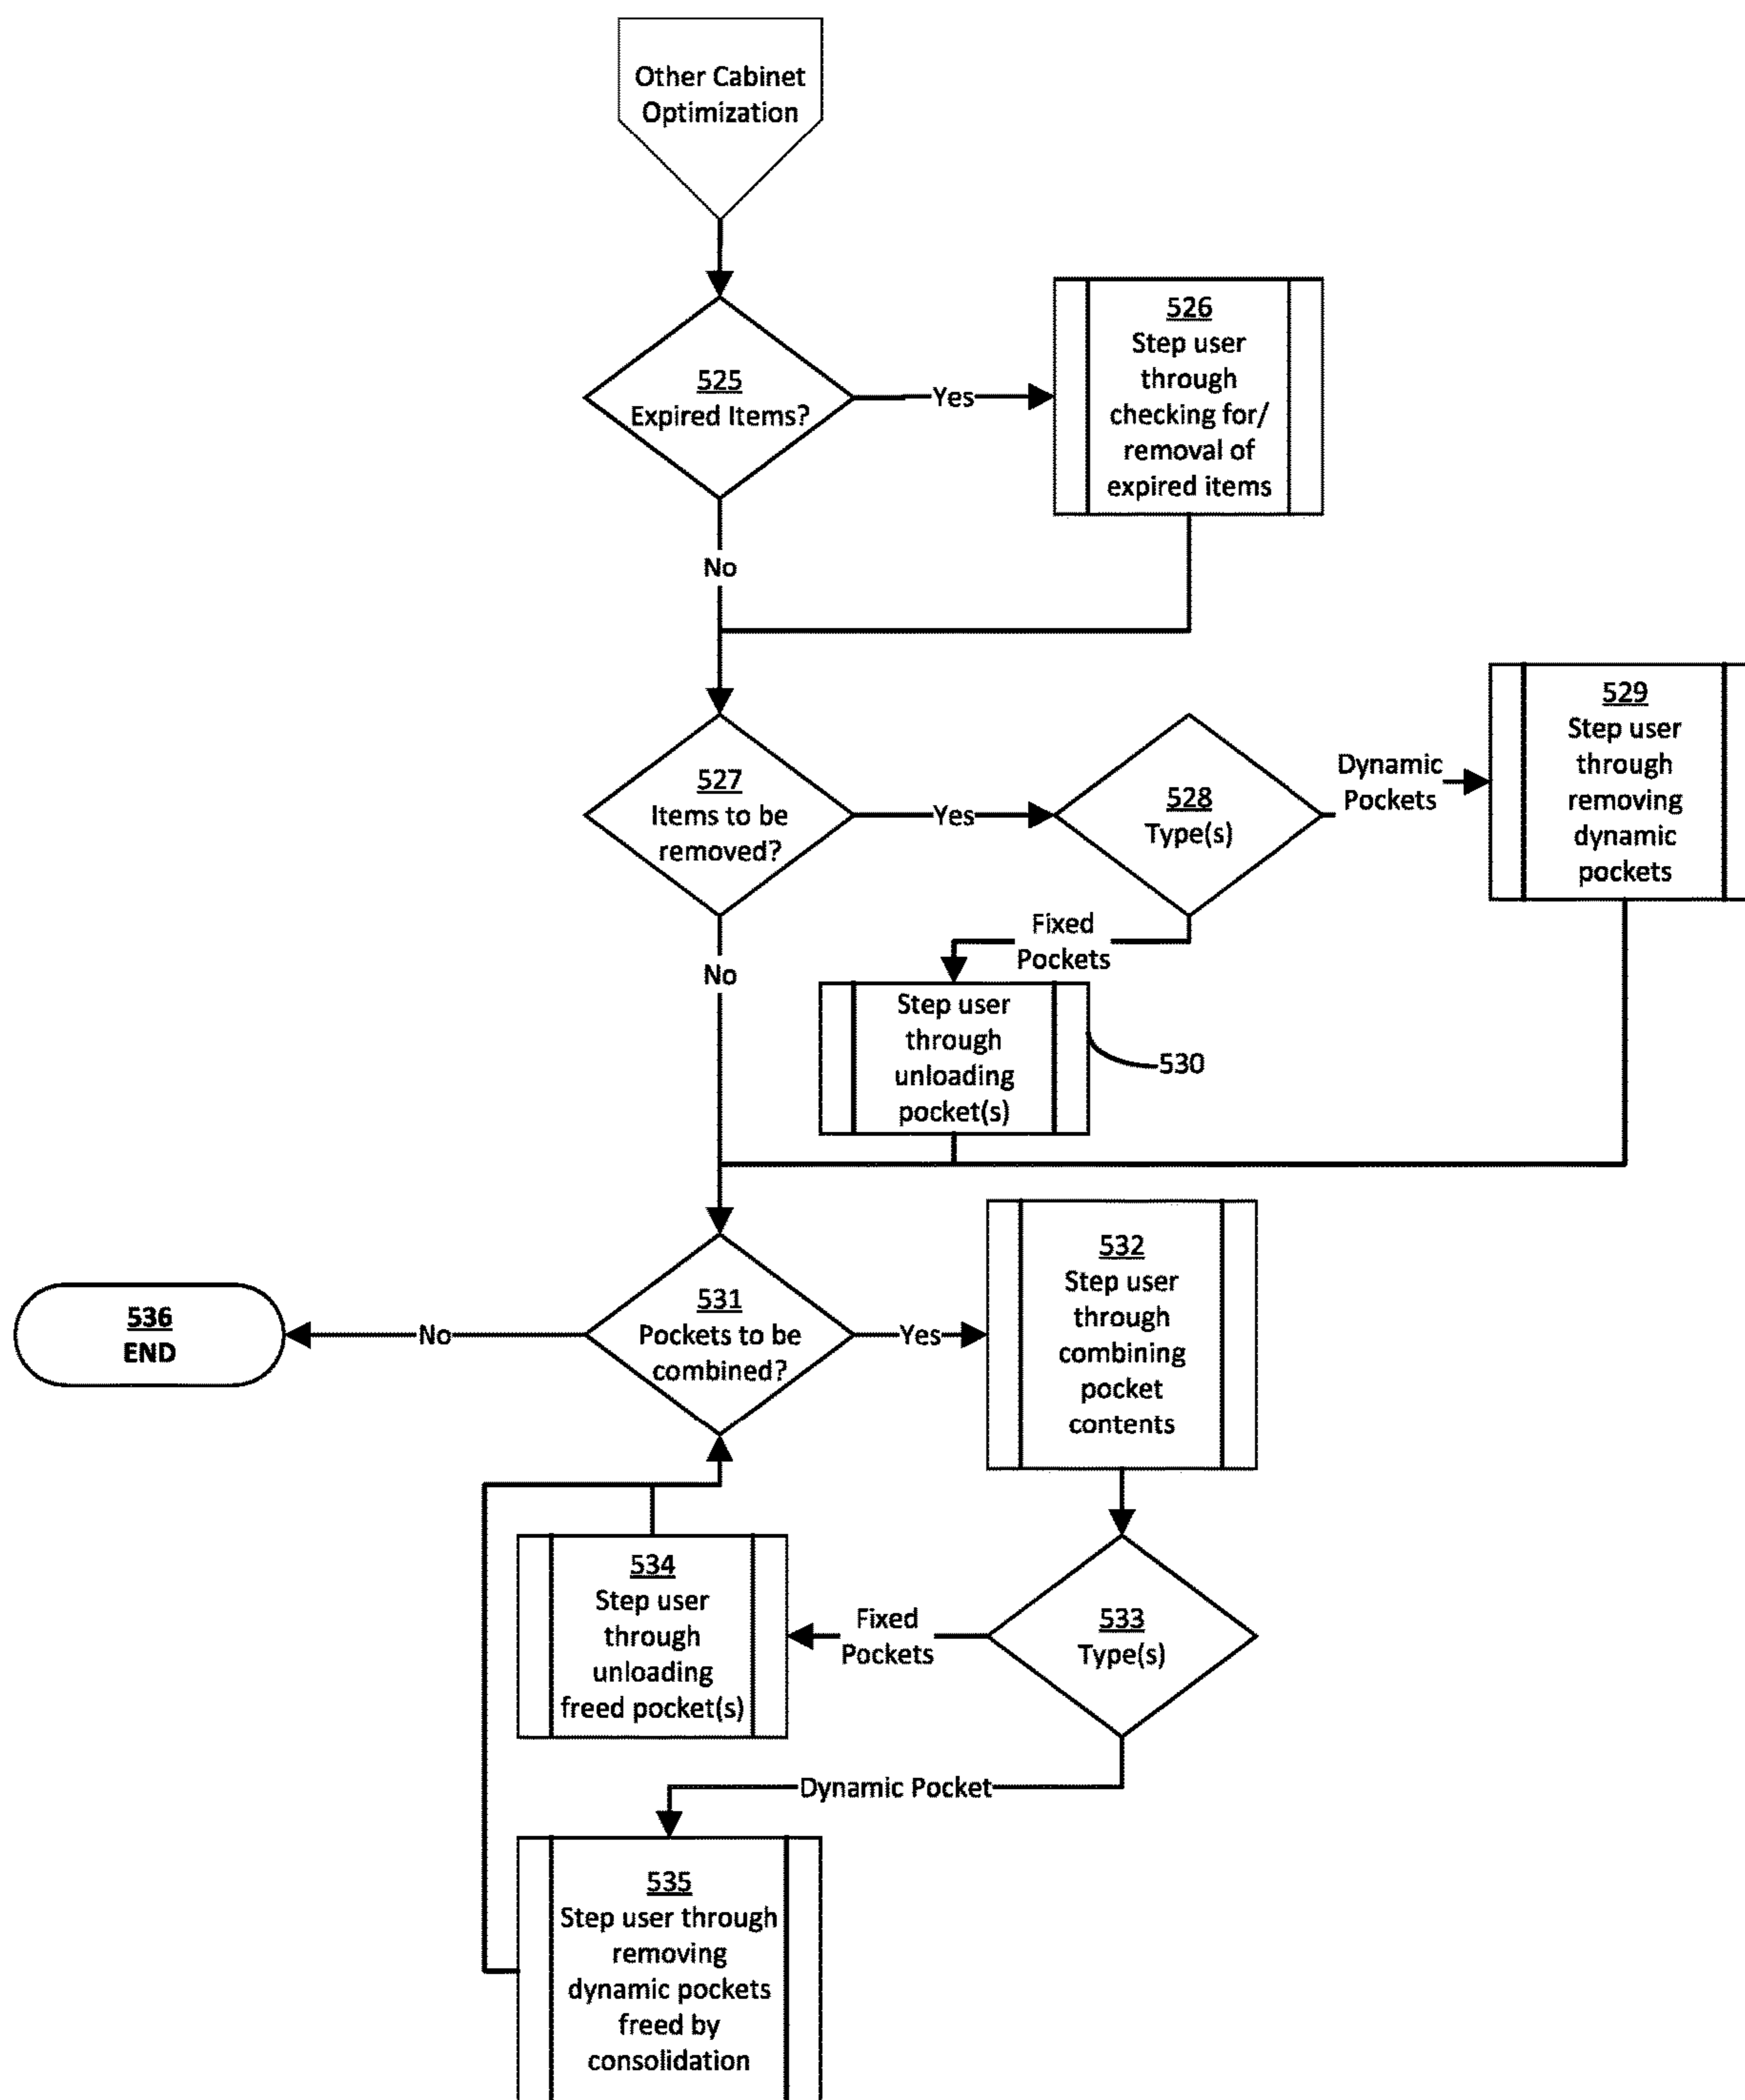 Other Cabinet
Optimization
525
Expired Items?
Yes
526
Step user
through
checking for/
removal of
expired items
No
527
Items to be
removed?
Yes
528
Type(s)
Dynamic
Pockets
529
Step user
through
removing
dynamic
pockets
Fixed
Pockets
No
Step user
through
unloading
pocket(s)
530
531
Pockets to be
combined?
No
536
END
Yes
532
Step user
through
combining
pocket
contents
533
Type(s)
Fixed
Pockets
534
Step user
through
unloading
freed pocket(s)
Dynamic Pocket
535
Step user through
removing
dynamic pockets
freed by
consolidation